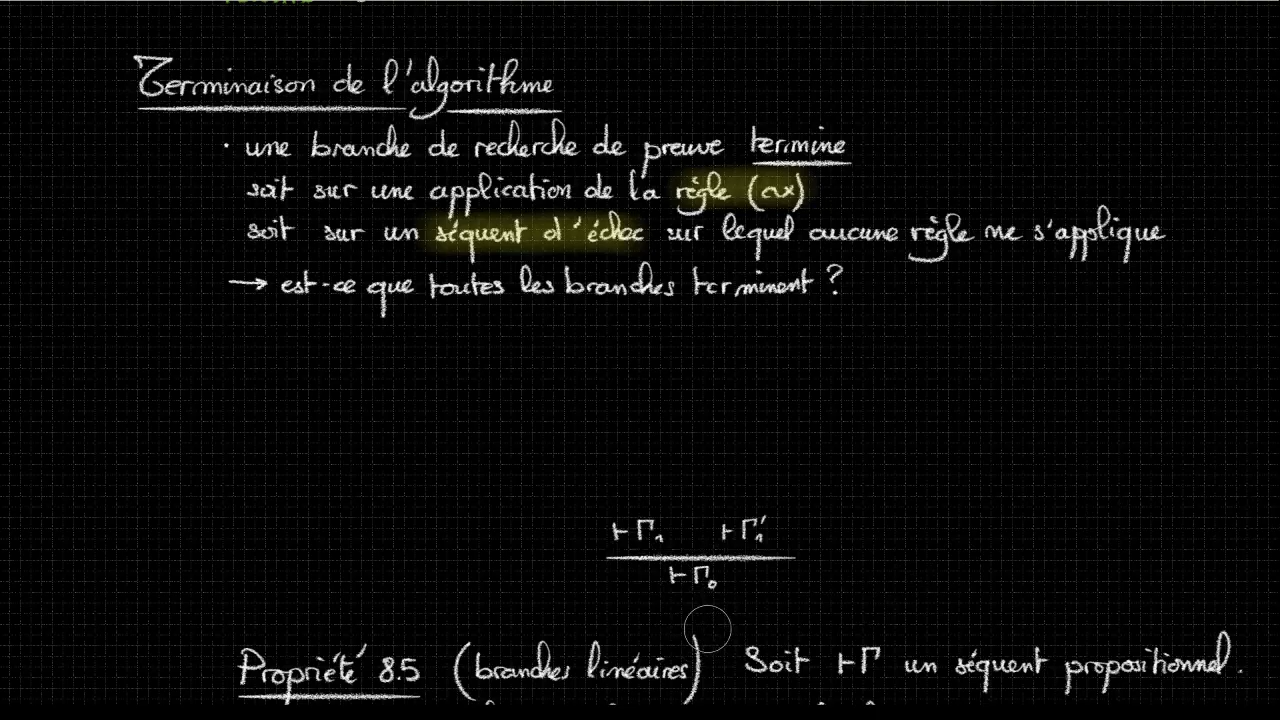 Terminaison de l'algorithme
· une branche de recherche de preuve termine
soit sur une application de la règle (ax)
soit sur un séquent d'échec sur lequel aucune règle ne s'applique
→ est-ce que toutes les branches terminent ?
⊢Γ₁ ⊢Γ₁'
⊢Γ₀
Propriété 8.5 (branches linéaires) Soit ⊢Γ un séquent propositionnel.